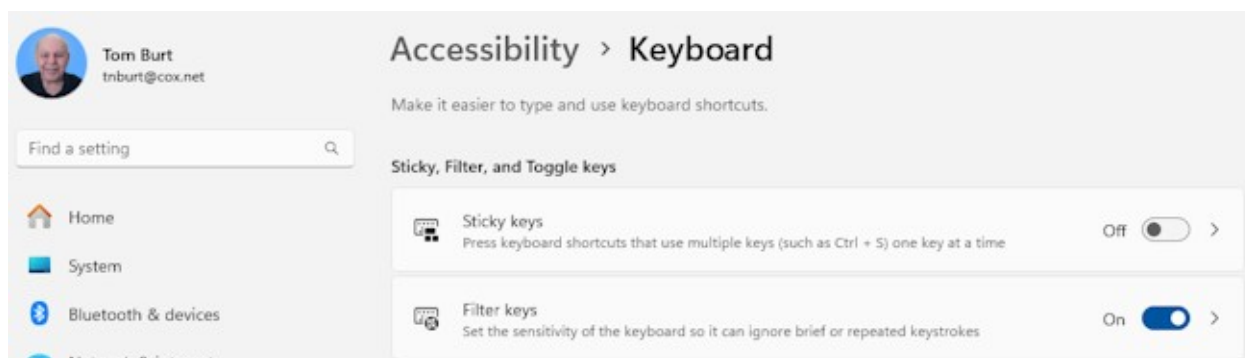 Tom Burt
tnburt@cox.net
Find a setting
Home
System
Bluetooth & devices
Accessibility > Keyboard
Make it easier to type and use keyboard shortcuts.
Sticky, Filter, and Toggle keys
Sticky keys
Press keyboard shortcuts that use multiple keys (such as Ctrl + S) one key at a time
Off
Filter keys
Set the sensitivity of the keyboard so it can ignore brief or repeated keystrokes
On